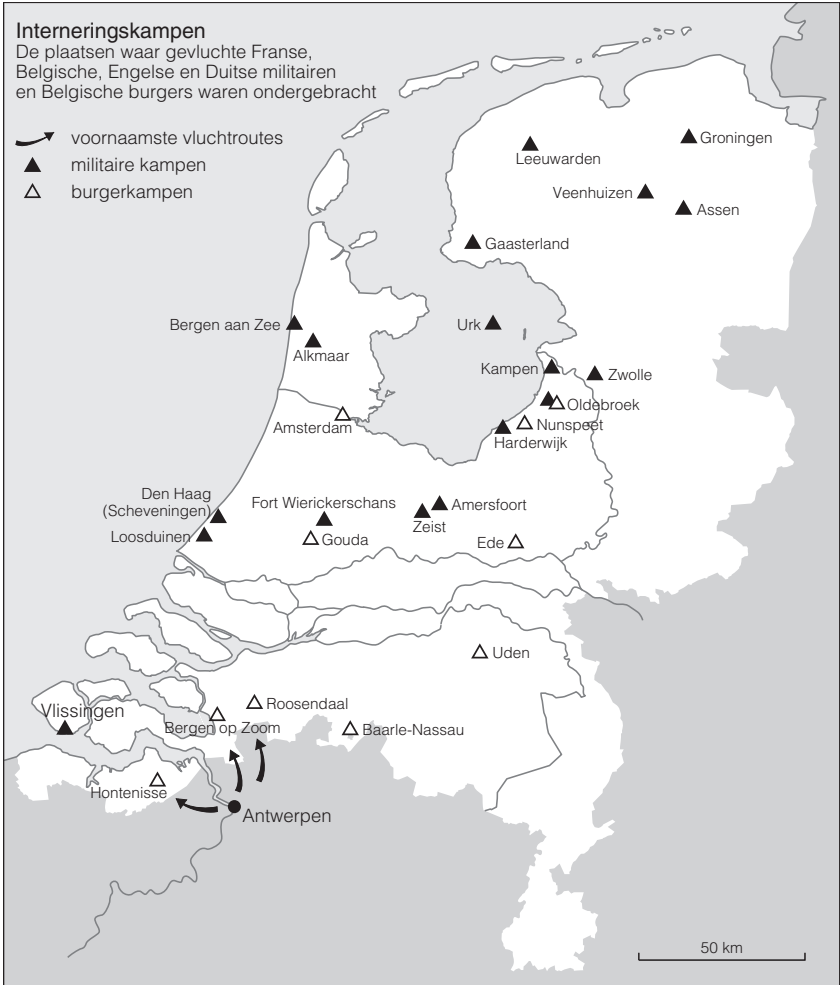 Interneringskampen
De plaatsen waar gevluchte Franse,
Belgische, Engelse en Duitse militairen
en Belgische burgers waren ondergebracht
voornaamste vluchtroutes
militaire kampen
burgerkampen
Groningen
Leeuwarden
Veenhuizen
Assen
Gaasterland
Bergen aan Zee
Urk
Alkmaar
Kampen
Zwolle
Oldebroek
Amsterdam
Nunspeet
Harderwijk
Den Haag
(Scheveningen)
Fort Wierickerschans
Amersfoort
Zeist
Loosduinen
Gouda
Ede
Uden
Roosendaal
Vlissingen
Bergen op Zoom
Baarle-Nassau
Hontenisse
Antwerpen
50 km